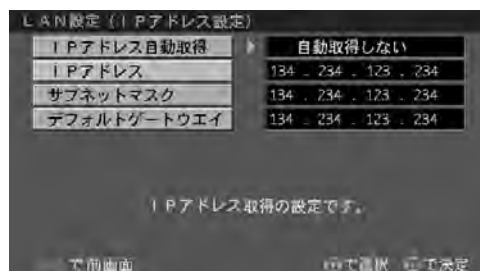 LAN設定(IPアドレス設定)
IPアドレス自動取得 自動取得しない
IPアドレス 134 . 234 . 123 . 234
サブネットマスク 134 . 234 . 123 . 234
デフォルトゲートウエイ 134 . 234 . 123 . 234
IPアドレス取得の設定です。
で前画面 で選択 で決定